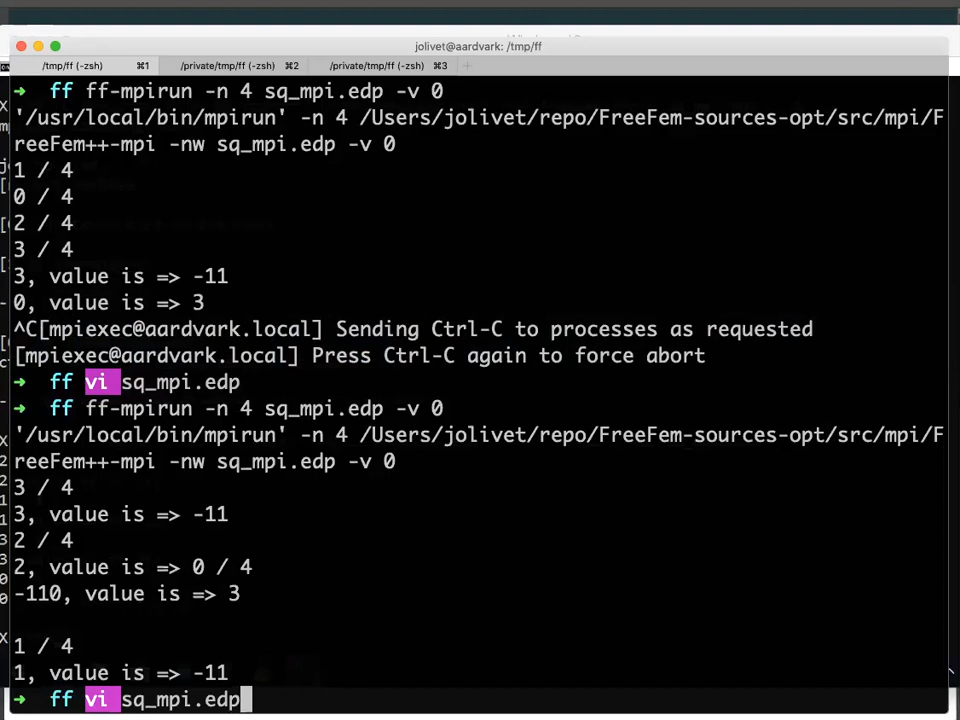 jolivet@aardvark: /tmp/ff
/tmp/ff (-zsh) ⌘1 /private/tmp/ff (-zsh) ⌘2 /private/tmp/ff (-zsh) ⌘3 +
➜ ff ff-mpirun -n 4 sq_mpi.edp -v 0
'/usr/local/bin/mpirun' -n 4 /Users/jolivet/repo/FreeFem-sources-opt/src/mpi/F
reeFem++-mpi -nw sq_mpi.edp -v 0
1 / 4
0 / 4
2 / 4
3 / 4
3, value is => -11
0, value is => 3
^C[mpiexec@aardvark.local] Sending Ctrl-C to processes as requested
[mpiexec@aardvark.local] Press Ctrl-C again to force abort
➜ ff vi sq_mpi.edp
➜ ff ff-mpirun -n 4 sq_mpi.edp -v 0
'/usr/local/bin/mpirun' -n 4 /Users/jolivet/repo/FreeFem-sources-opt/src/mpi/F
reeFem++-mpi -nw sq_mpi.edp -v 0
3 / 4
3, value is => -11
2 / 4
2, value is => 0 / 4
-110, value is => 3
1 / 4
1, value is => -11
➜ ff vi sq_mpi.edp